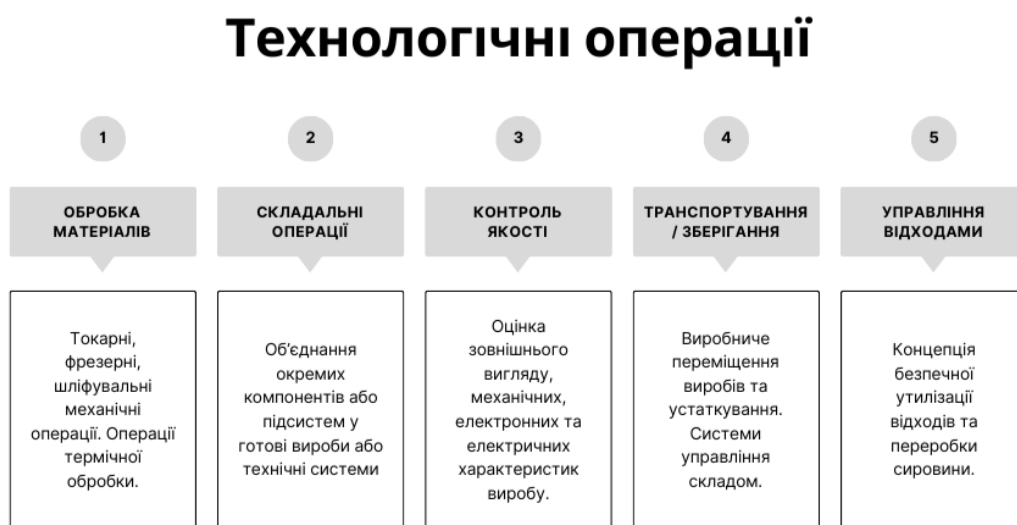 Технологічні операції
1
ОБРОБКА
МАТЕРІАЛІВ
Токарні,
фрезерні,
шліфувальні
механічні
операції. Операції
термічної
обробки.
2
СКЛАДАЛЬНІ
ОПЕРАЦІЇ
Об'єднання
окремих
компонентів або
підсистем у
готові вироби або
технічні системи
3
КОНТРОЛЬ
ЯКОСТІ
Оцінка
зовнішнього
вигляду,
механічних,
електронних та
електричних
характеристик
виробу.
4
ТРАНСПОРТУВАННЯ
/ ЗБЕРІГАННЯ
Виробниче
переміщення
виробів та
устаткування.
Системи
управління
складом.
5
УПРАВЛІННЯ
ВІДХОДАМИ
Концепція
безпечної
утилізації
відходів та
переробки
сировини.